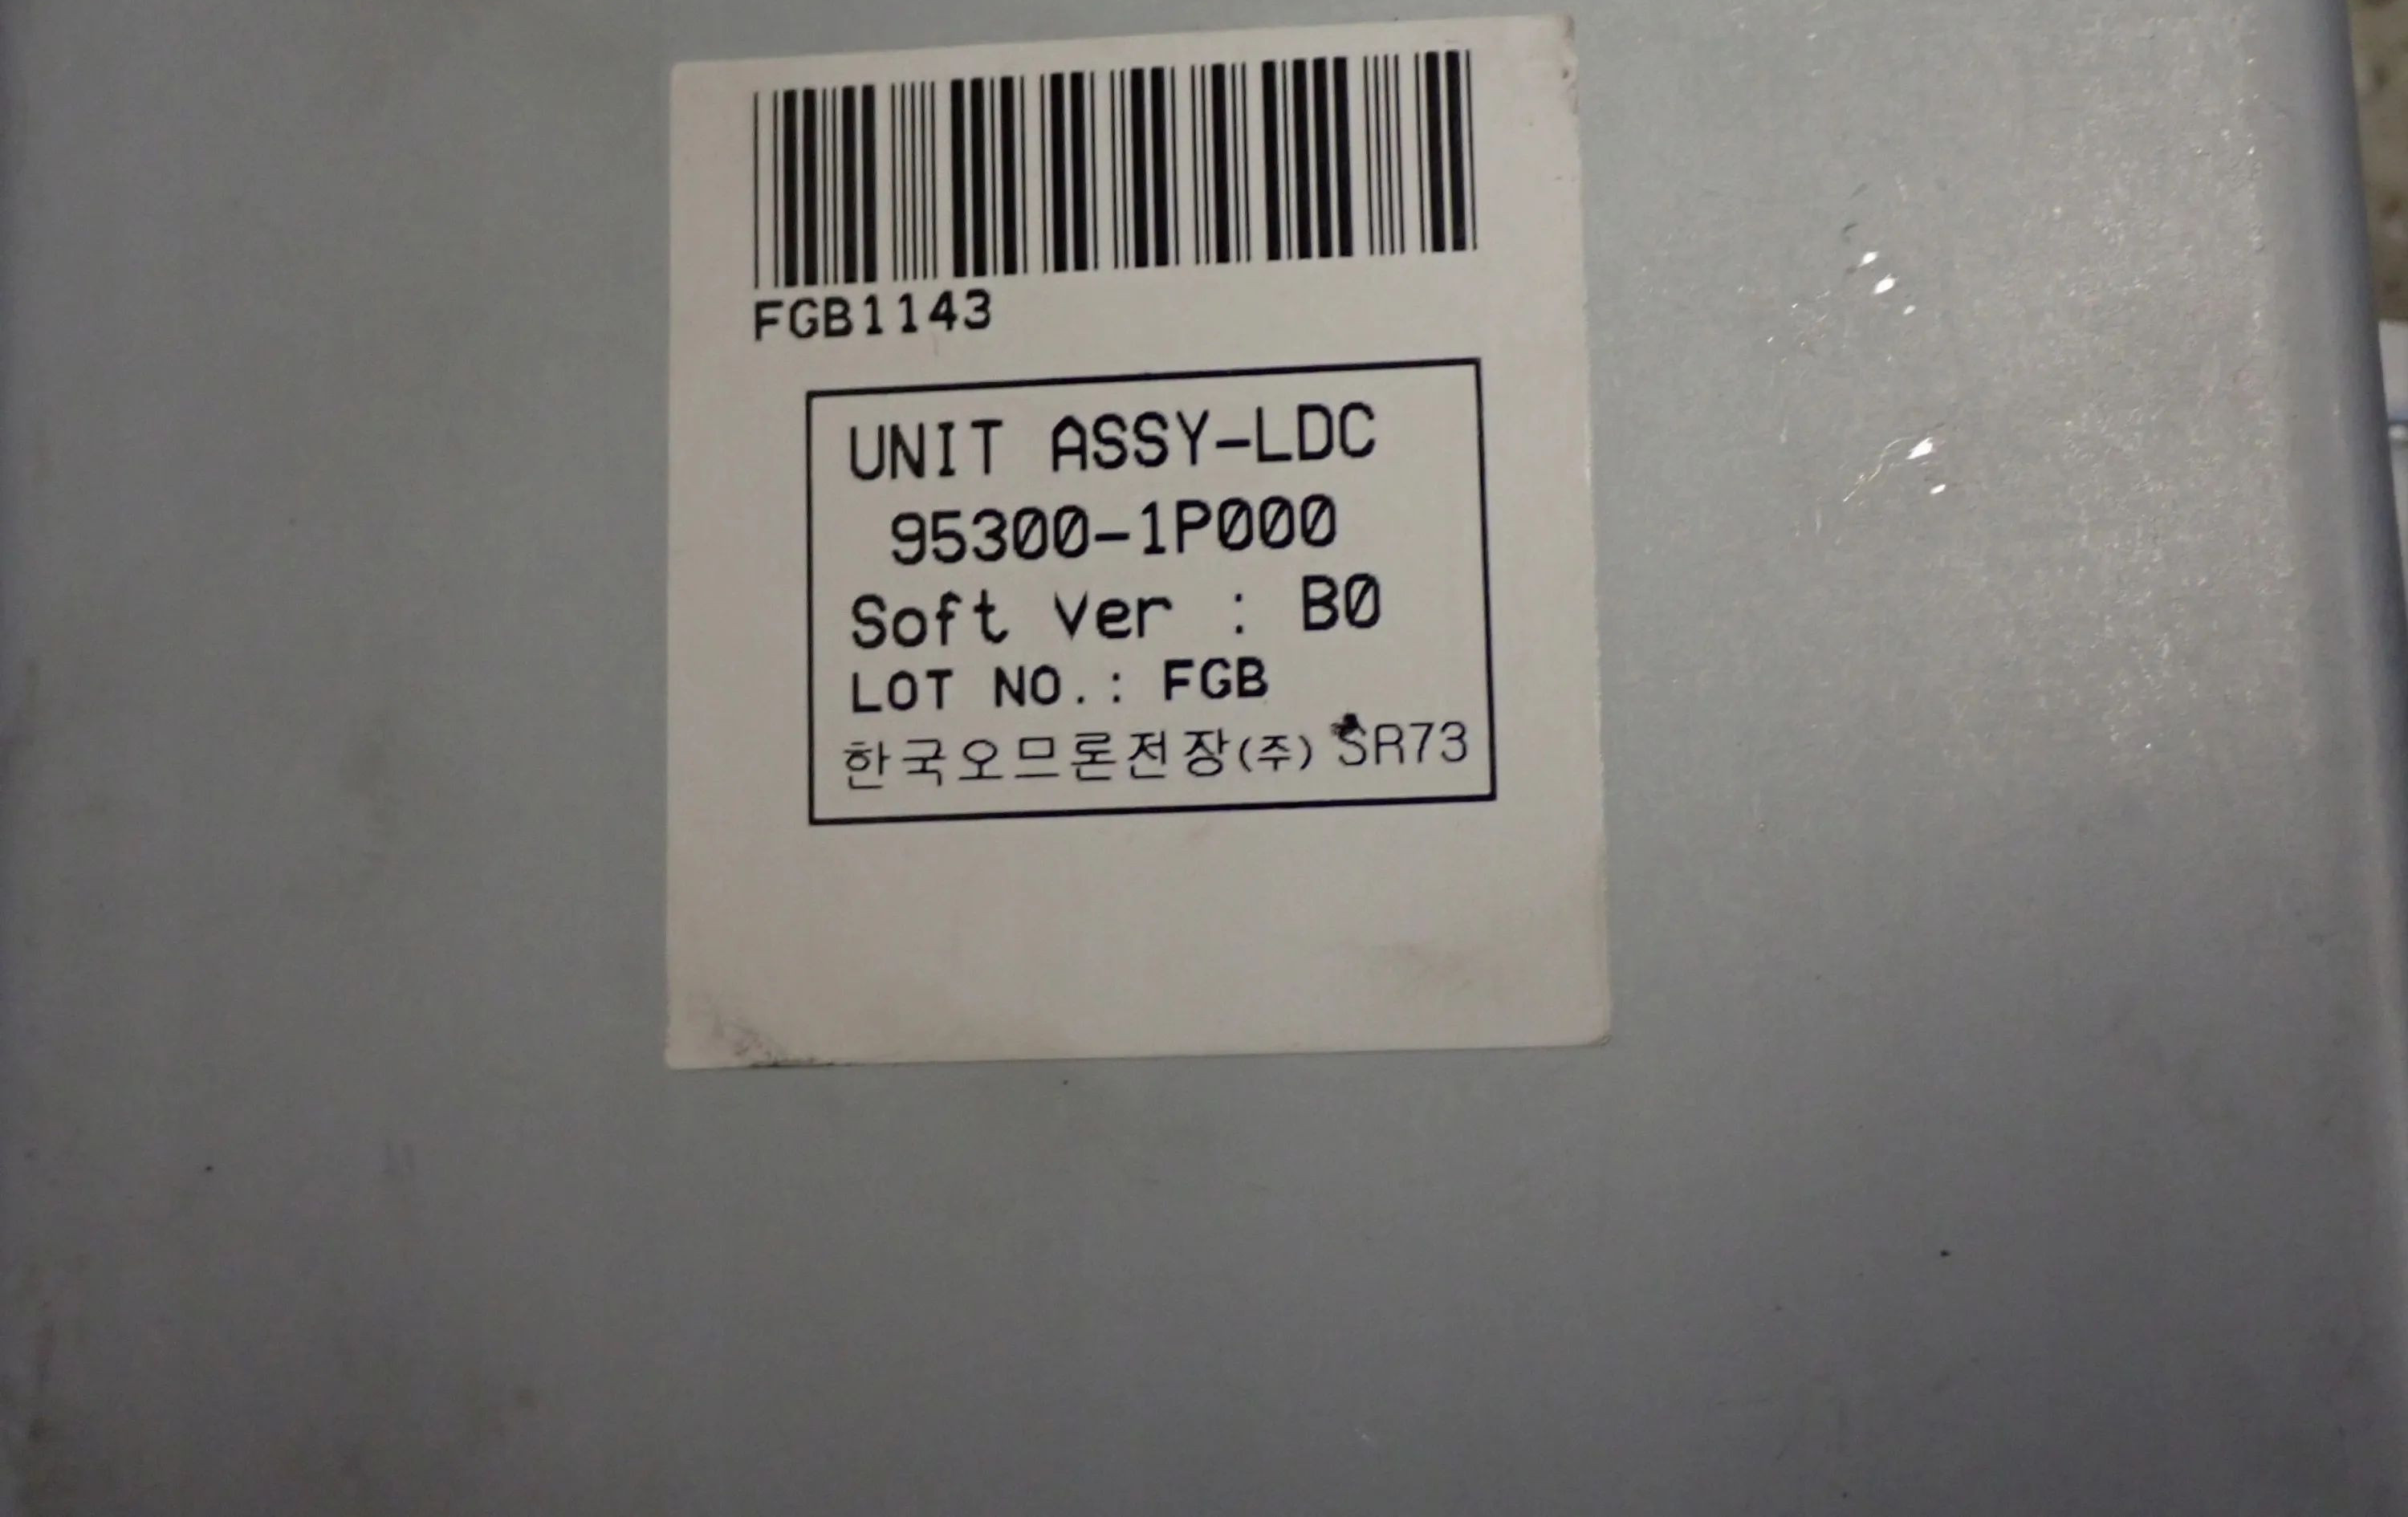 FGB1143
UNIT ASSY-LDC
95300-1P000
Soft Ver : B0
LOT NO.: FGB
한국오므론전장(주) SR73